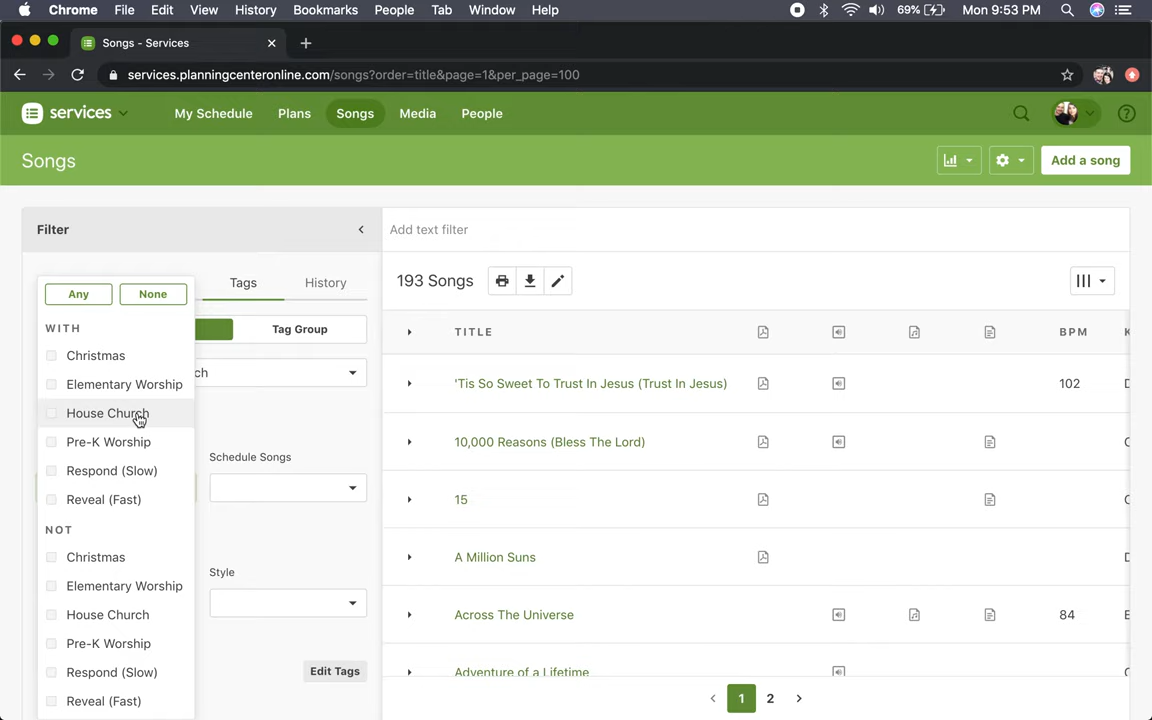 Chrome File Edit View History Bookmarks People Tab Window Help 69% Mon 9:53 PM
Songs - Services
services.planningcenteronline.com/songs?order=title&page=1&per_page=100
services My Schedule Plans Songs Media People
Songs Add a song
Filter Add text filter
Tags History 193 Songs
Any None
Tag Group
WITH
TITLE BPM K
Christmas
ch
Elementary Worship
'Tis So Sweet To Trust In Jesus (Trust In Jesus) 102
House Church
Pre-K Worship
10,000 Reasons (Bless The Lord)
Schedule Songs
Respond (Slow)
Reveal (Fast)
15
NOT
Christmas
A Million Suns
Style
Elementary Worship
House Church
Across The Universe 84
Pre-K Worship
Respond (Slow)
Edit Tags
Adventure of a Lifetime
Reveal (Fast)
1 2